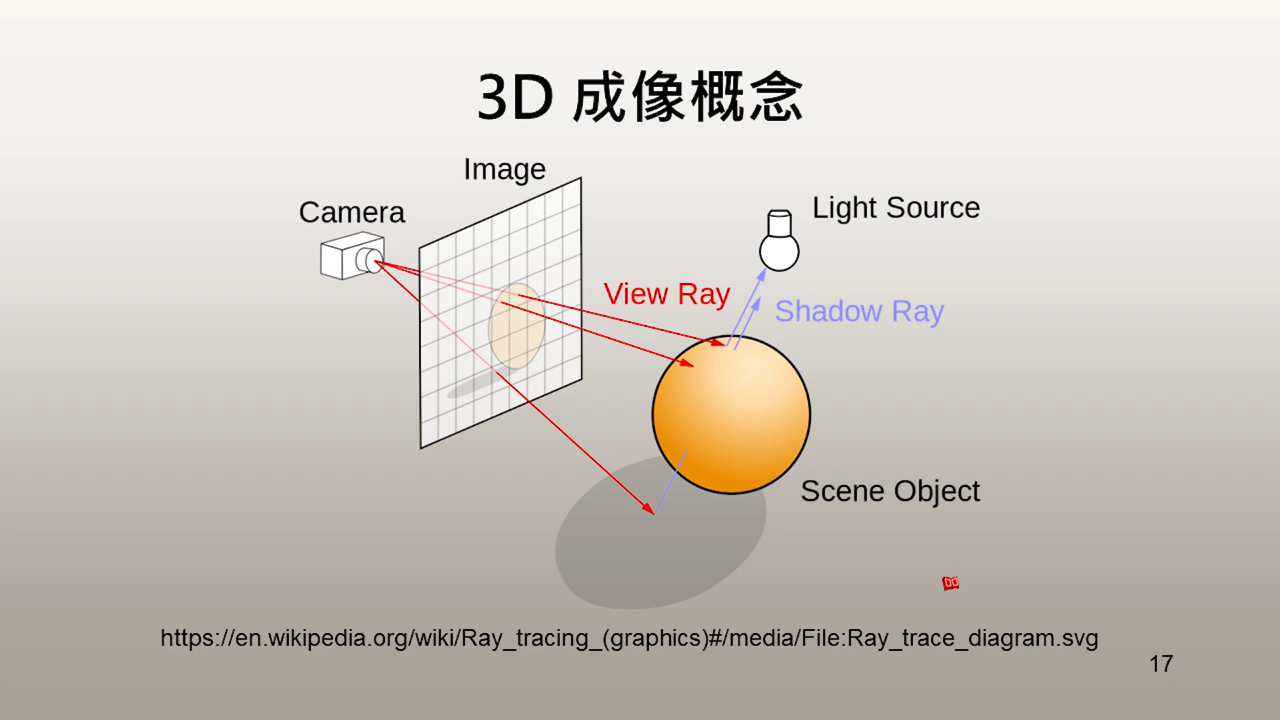 3D 成像概念
Image
Camera
Light Source
View Ray
Shadow Ray
Scene Object
https://en.wikipedia.org/wiki/Ray_tracing_(graphics)#/media/File:Ray_trace_diagram.svg
17